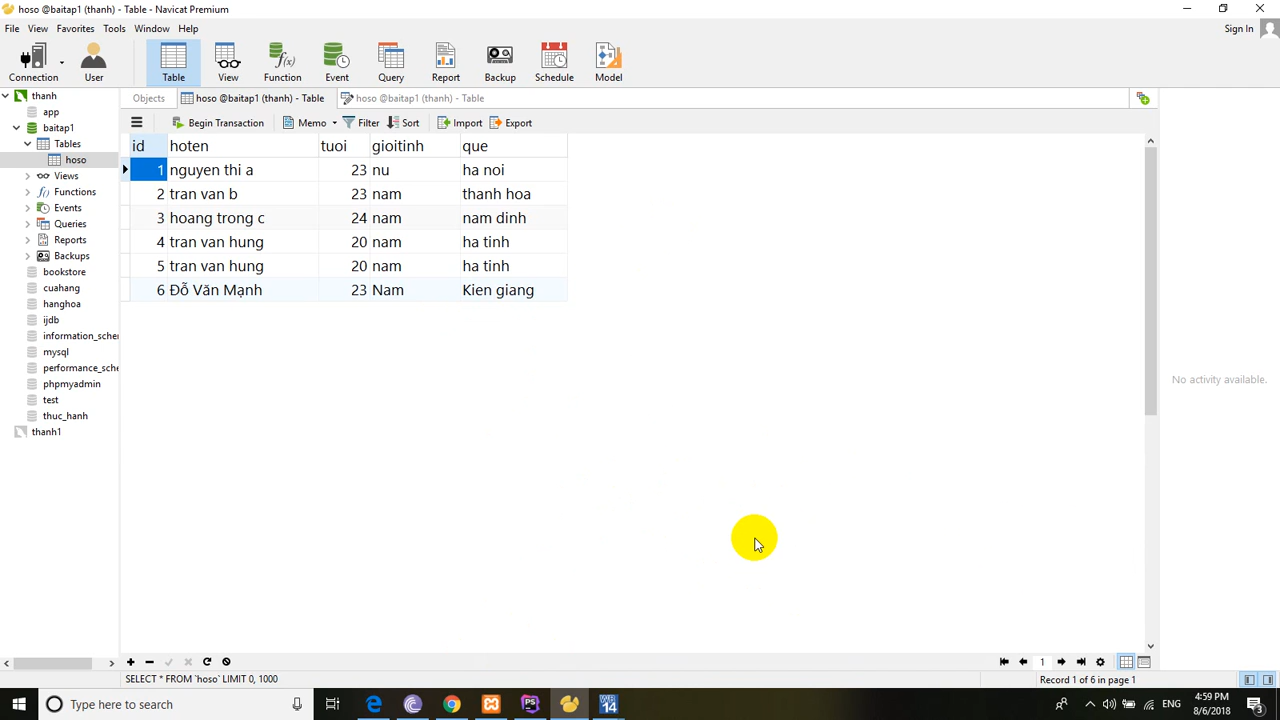 hoso @baitap1 (thanh) - Table - Navicat Premium
File View Favorites Tools Window Help
Sign In
Connection User Table View Function Event Query Report Backup Schedule Model
thanh
app
baitap1
Tables
hoso
Views
Functions
Events
Queries
Reports
Backups
bookstore
cuahang
hanghoa
ijdb
information_sche
mysql
performance_sche
phpmyadmin
test
thuc_hanh
thanh1
Objects hoso @baitap1 (thanh) - Table hoso @baitap1 (thanh) - Table
Begin Transaction Memo Filter Sort Import Export
id hoten tuoi gioitinh que
1 nguyen thi a 23 nu ha noi
2 tran van b 23 nam thanh hoa
3 hoang trong c 24 nam nam dinh
4 tran van hung 20 nam ha tinh
5 tran van hung 20 nam ha tinh
6 Đỗ Văn Mạnh 23 Nam Kien giang
No activity available.
1
SELECT * FROM `hoso` LIMIT 0, 1000
Record 1 of 6 in page 1
Type here to search
PS
WB 14
ENG
4:59 PM
8/6/2018
3